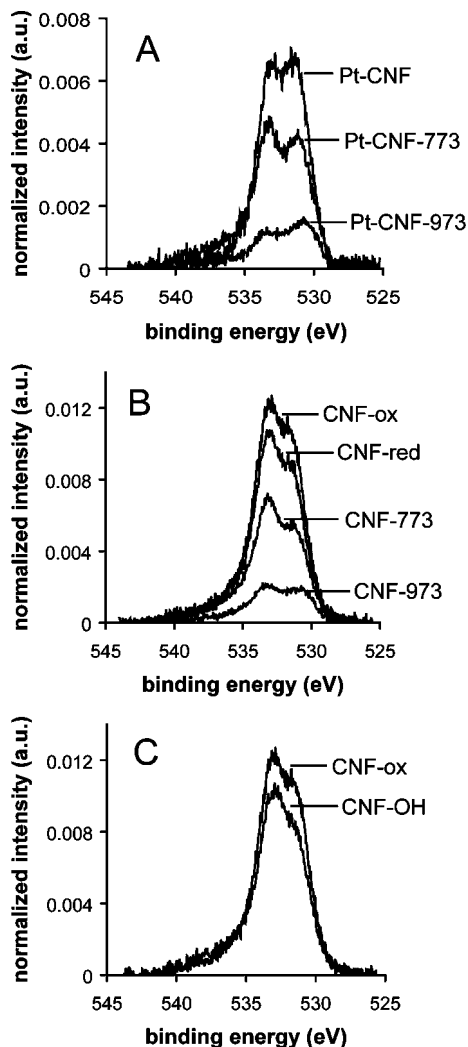 A
normalized intensity (a.u.)
0.008
0.006
0.004
0.002
0
Pt-CNF
Pt-CNF-773
Pt-CNF-973
545 540 535 530 525
binding energy (eV)
B
normalized intensity (a.u.)
0.012
0.008
0.004
0
CNF-ox
CNF-red
CNF-773
CNF-973
545 540 535 530 525
binding energy (eV)
C
normalized intensity (a.u.)
0.012
0.008
0.004
0
CNF-ox
CNF-OH
545 540 535 530 525
binding energy (eV)